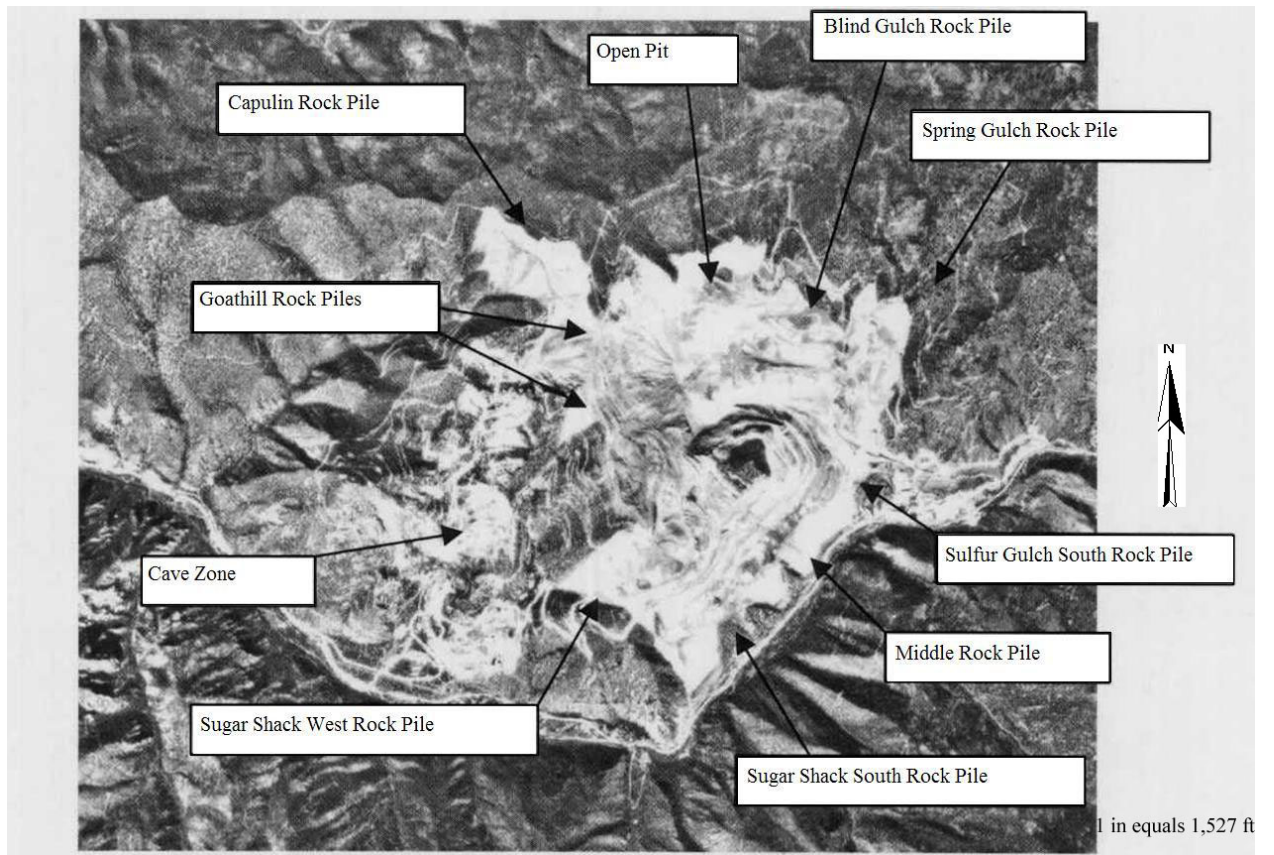 Blind Gulch Rock Pile
Open Pit
Capulin Rock Pile
Spring Gulch Rock Pile
Goathill Rock Piles
N
Cave Zone
Sulfur Gulch South Rock Pile
Middle Rock Pile
Sugar Shack West Rock Pile
Sugar Shack South Rock Pile
1 in equals 1,527 ft